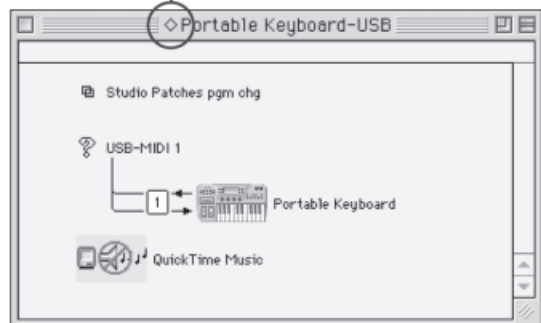 ◇Portable Keyboard-USB
Studio Patches pgm chg
USB-MIDI 1
1
Portable Keyboard
QuickTime Music